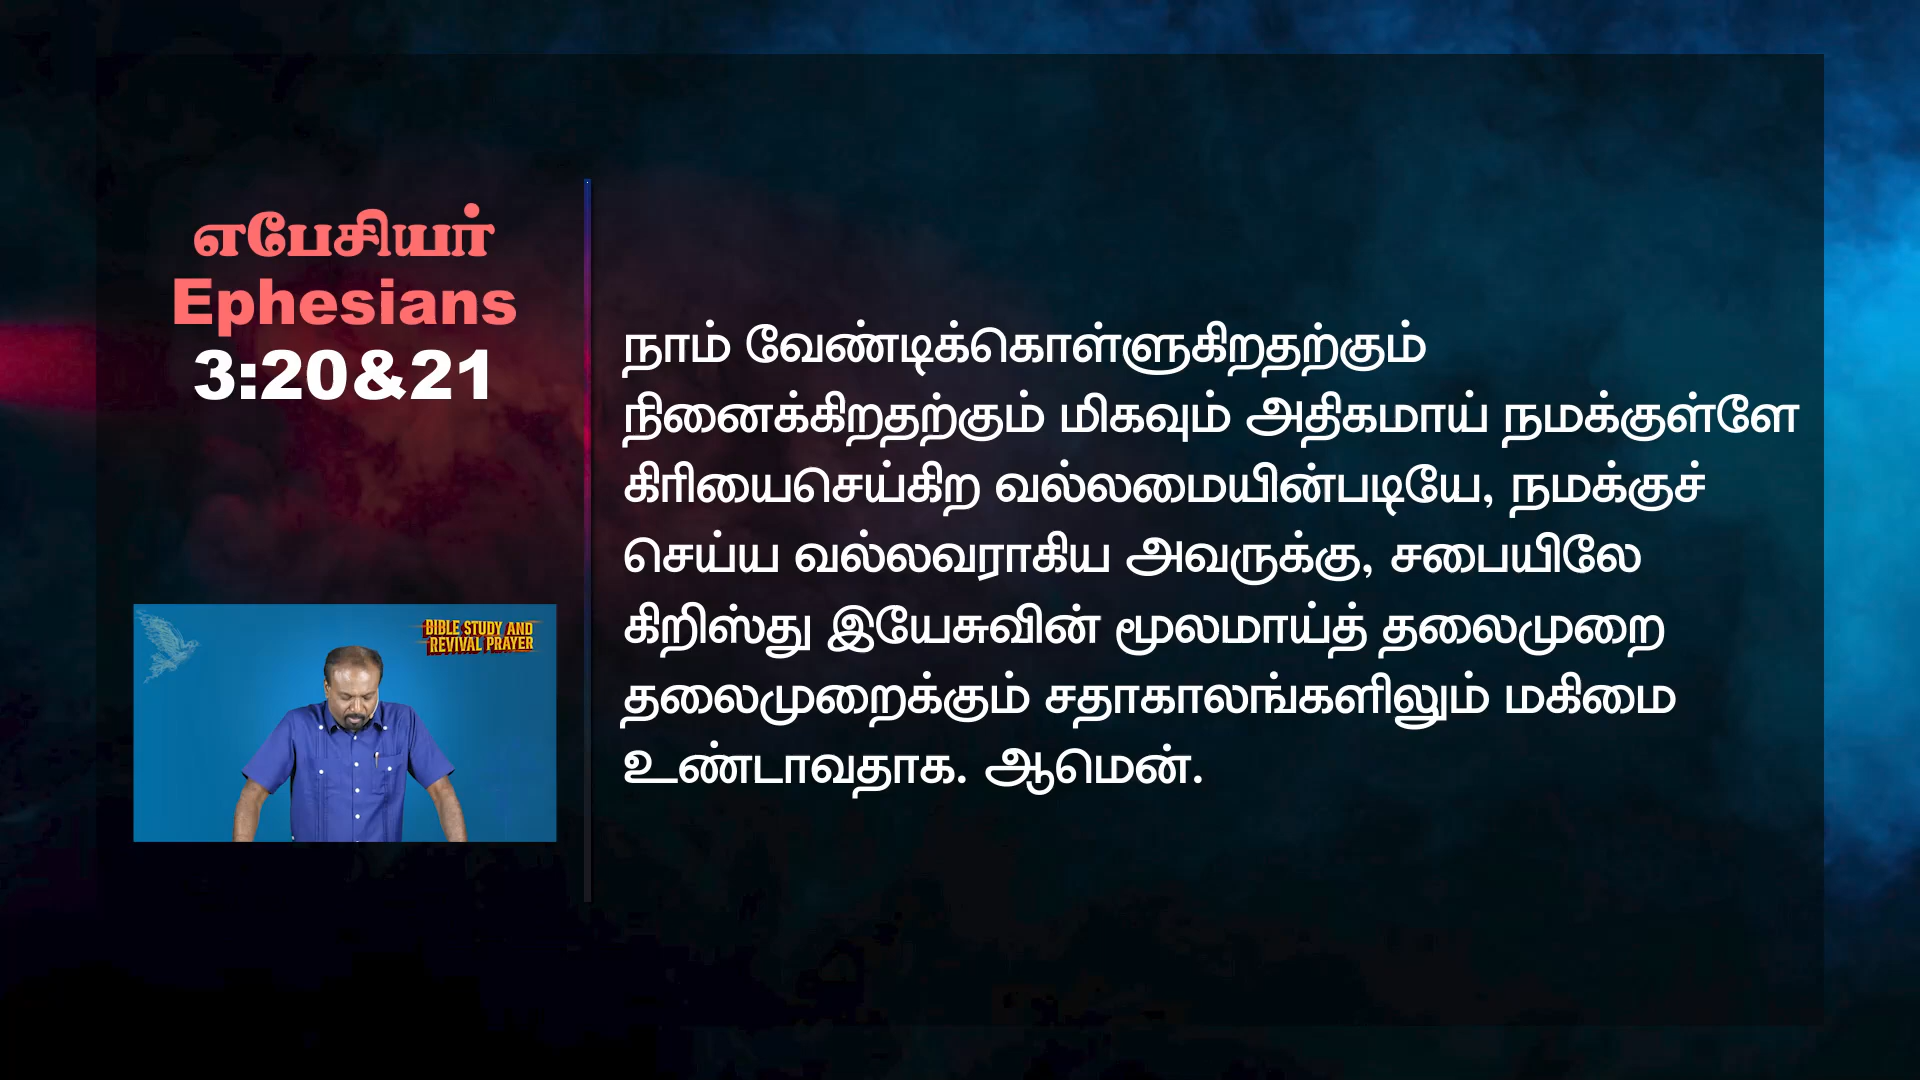 எபேசியர்
Ephesians
3:20&21
BIBLE STUDY AND
REVIVAL PRAYER
நாம் வேண்டிக்கொள்ளுகிறதற்கும்
நினைக்கிறதற்கும் மிகவும் அதிகமாய் நமக்குள்ளே
கிரியைசெய்கிற வல்லமையின்படியே, நமக்குச்
செய்ய வல்லவராகிய அவருக்கு, சபையிலே
கிறிஸ்து இயேசுவின் மூலமாய்த் தலைமுறை
தலைமுறைக்கும் சதாகாலங்களிலும் மகிமை
உண்டாவதாக. ஆமென்.